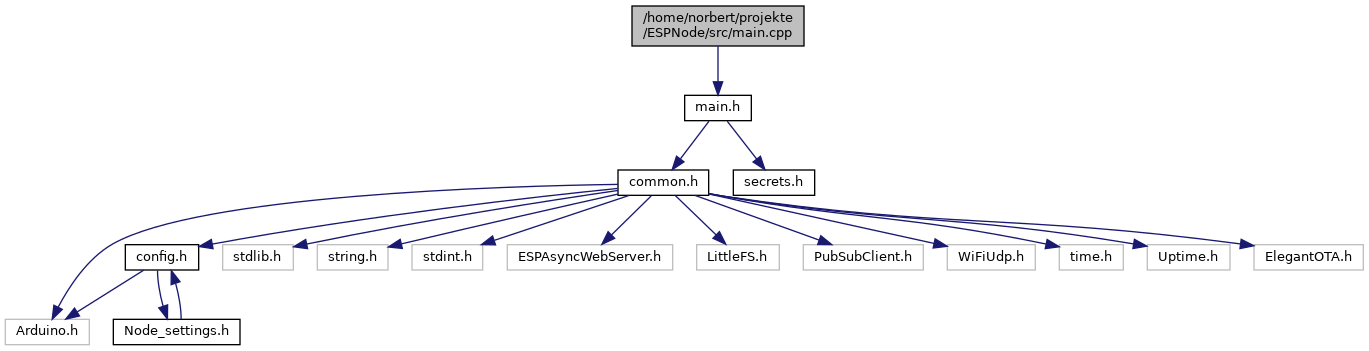 /home/norbert/projekte
/ESPNode/src/main.cpp
main.h
common.h
secrets.h
config.h
stdlib.h
string.h
stdint.h
ESPAsyncWebServer.h
LittleFS.h
PubSubClient.h
WiFiUdp.h
time.h
Uptime.h
ElegantOTA.h
Arduino.h
Node_settings.h